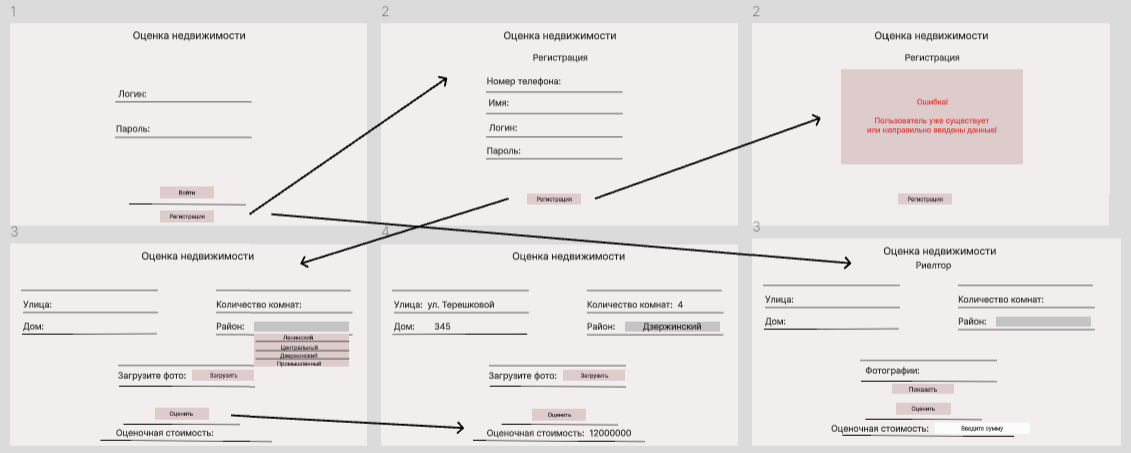 1
Оценка недвижимости
Логин:
Пароль:
Войти
Регистрация
2
Оценка недвижимости
Регистрация
Номер телефона:
Имя:
Логин:
Пароль:
Регистрация
2
Оценка недвижимости
Регистрация
Ошибка!
Пользователь уже существует
или неправильно введены данные!
Регистрация
3
Оценка недвижимости
Улица:
Количество комнат:
Дом:
Район:
Ленинский
Центральный
Дзержинский
Промышленный
Загрузите фото:
Загрузить
Оценить
Оценочная стоимость:
4
Оценка недвижимости
Улица: ул. Терешковой
Количество комнат: 4
Дом: 345
Район: Дзержинский
Загрузите фото:
Загрузить
Оценить
Оценочная стоимость: 12000000
3
Оценка недвижимости
Риелтор
Улица:
Количество комнат:
Дом:
Район:
Фотографии:
Показать
Оценить
Оценочная стоимость:
Введите сумму